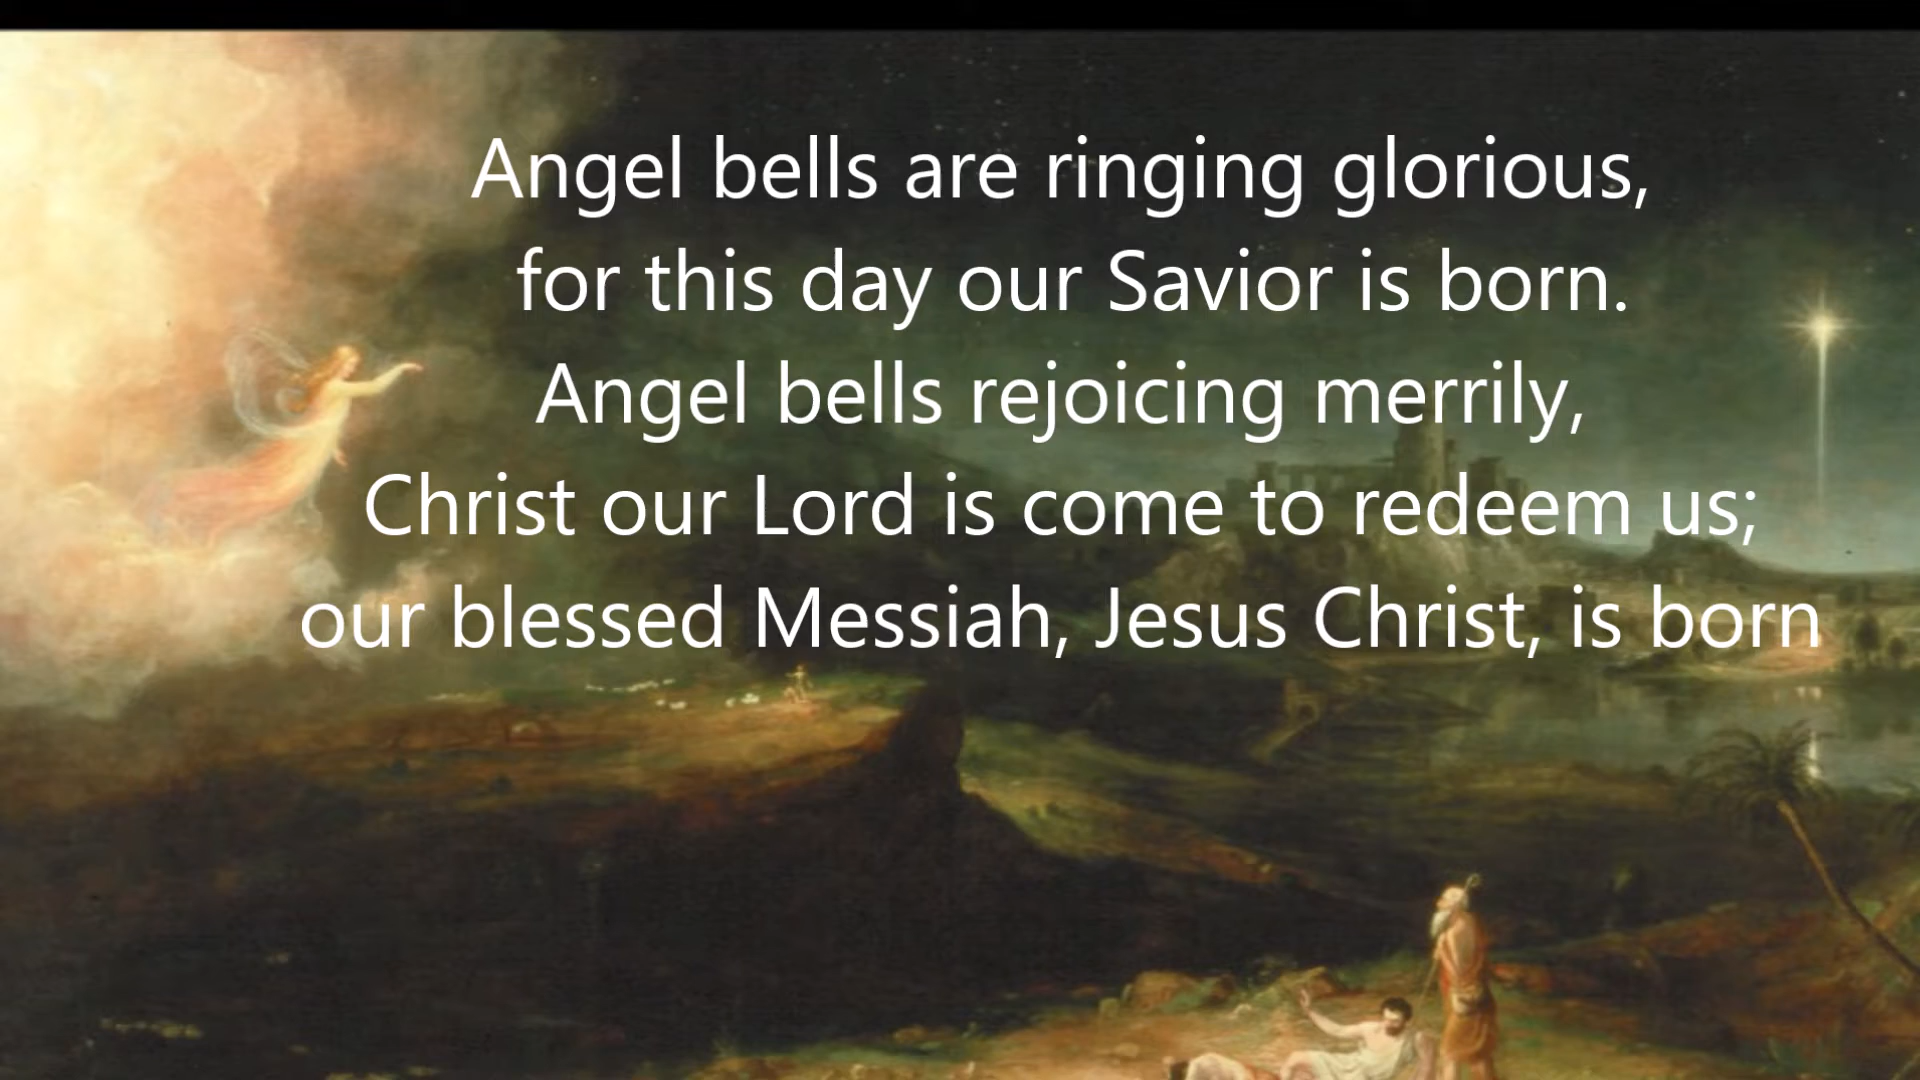 Angel bells are ringing glorious,
for this day our Savior is born.
Angel bells rejoicing merrily,
Christ our Lord is come to redeem us;
our blessed Messiah, Jesus Christ, is born